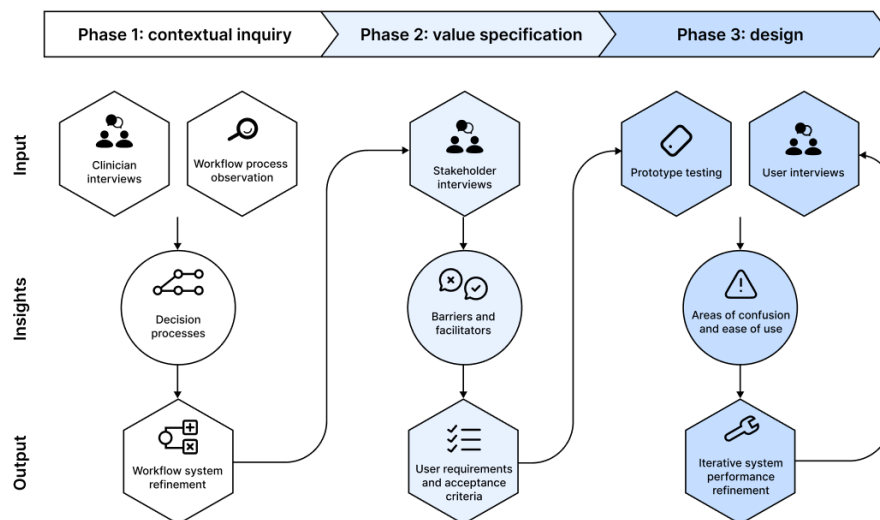 Phase 1: contextual inquiry
Phase 2: value specification
Phase 3: design
Input
Clinician
interviews
Workflow process
observation
Stakeholder
interviews
Prototype testing
User interviews
Insights
Decision
processes
Barriers and
facilitators
Areas of confusion
and ease of use
Output
Workflow system
refinement
User requirements
and acceptance
criteria
Iterative system
performance
refinement